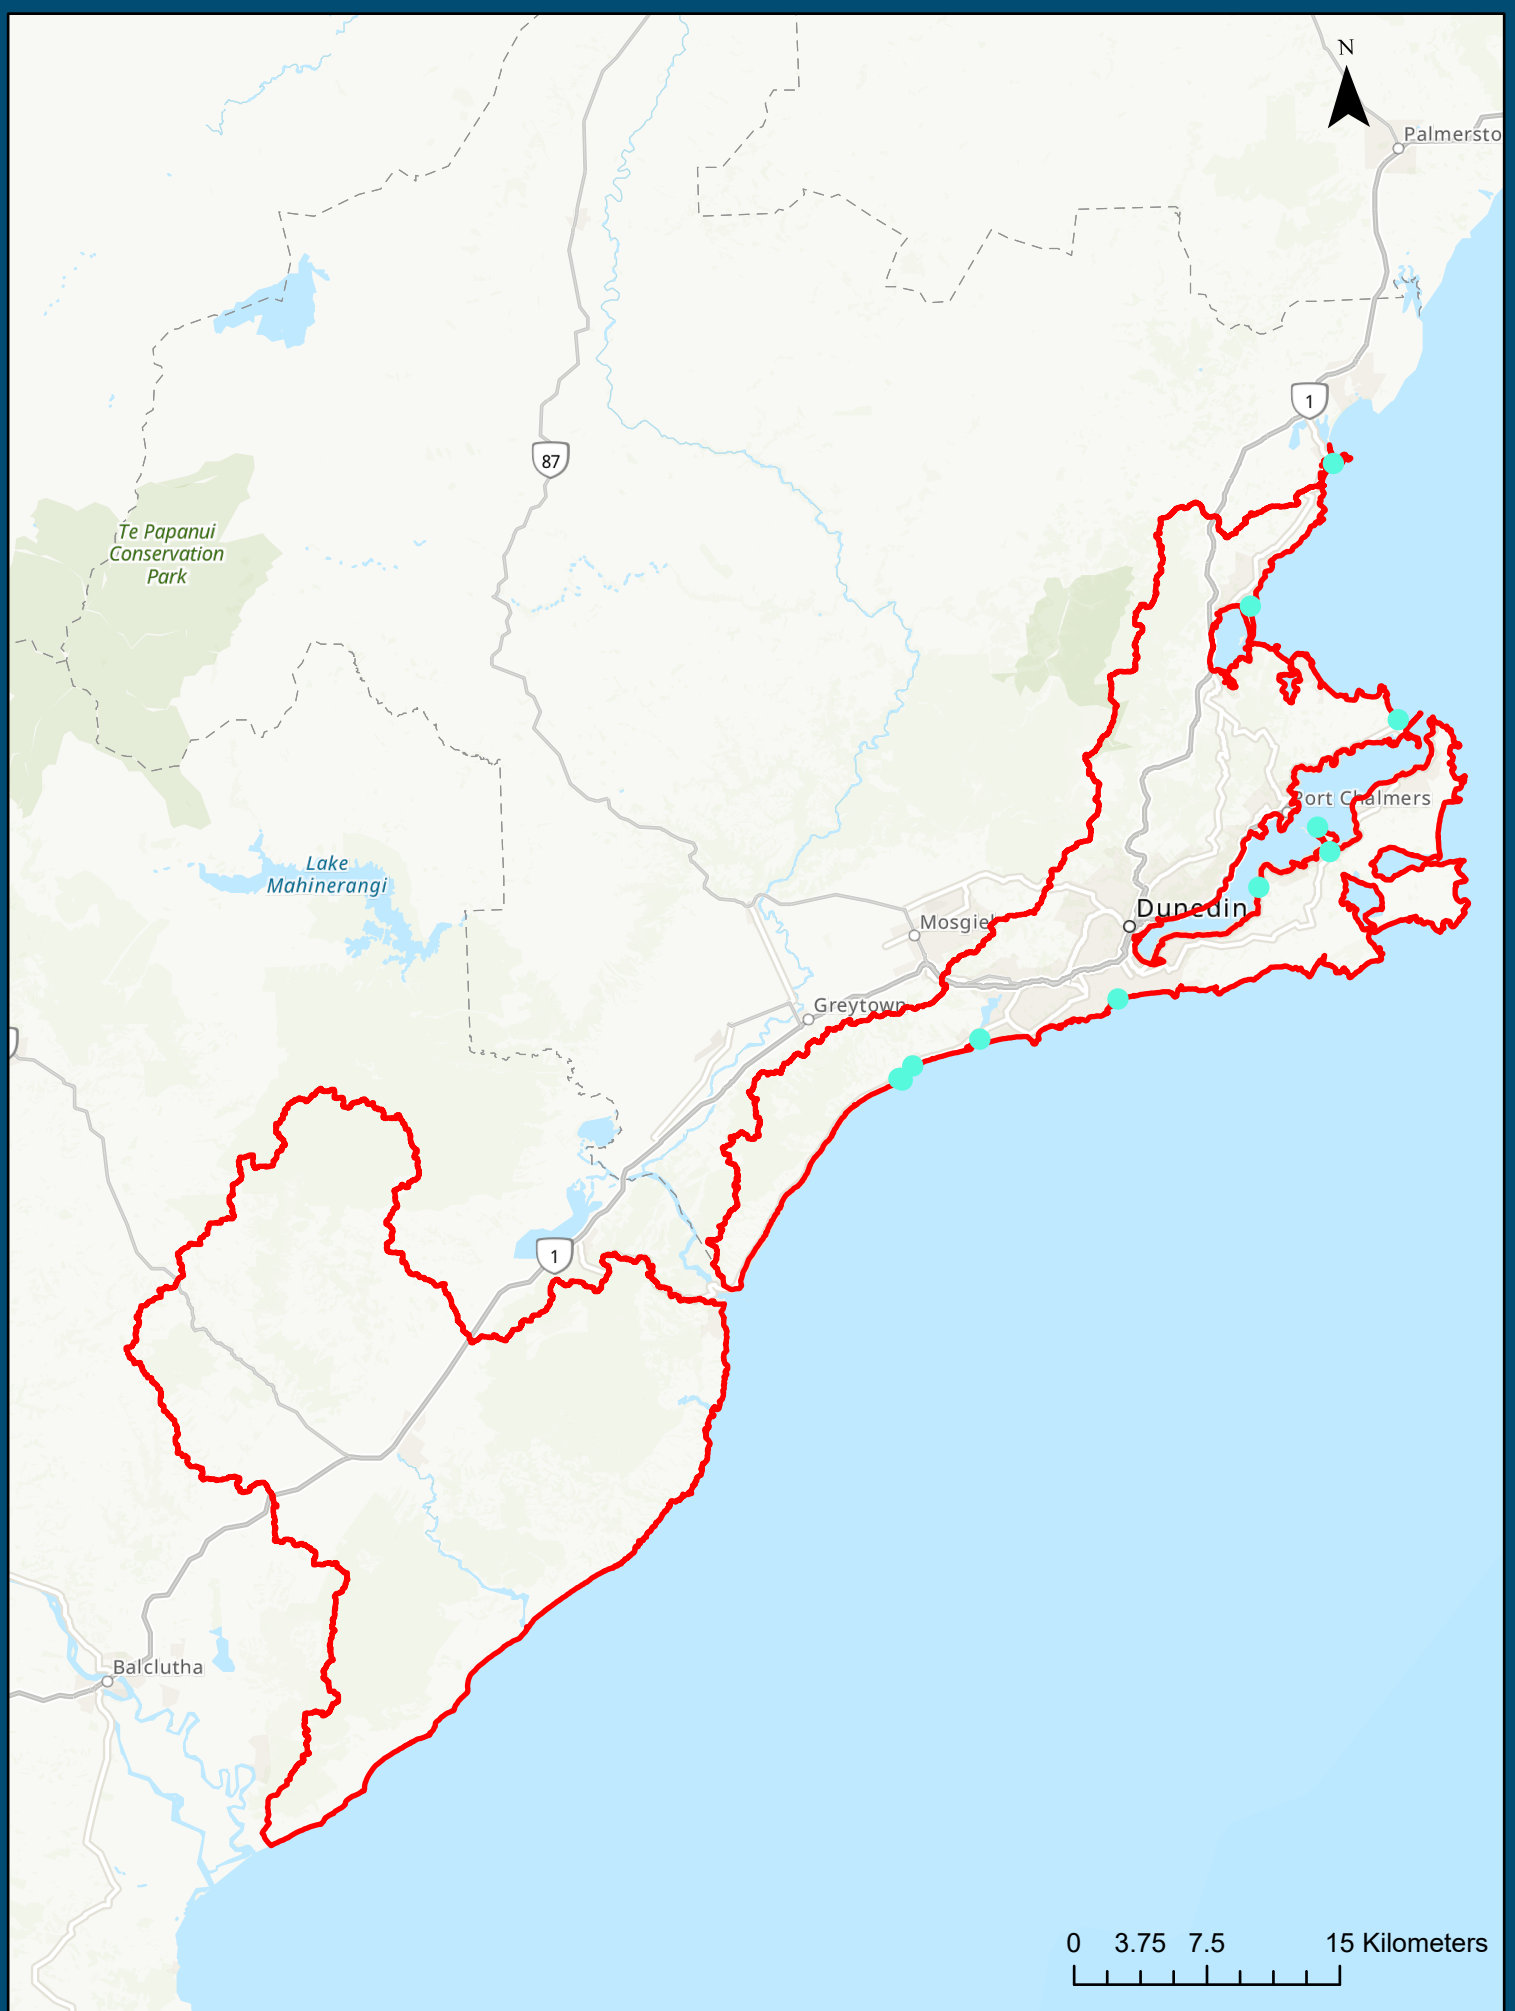 N
Palmersto
1
87
Te Papanui
Conservation
Park
Port Chalmers
Lake
Mahinerangi
Dunedin
Mosgiel
Greytown
1
Balclutha
0 3.75 7.5 15 Kilometers